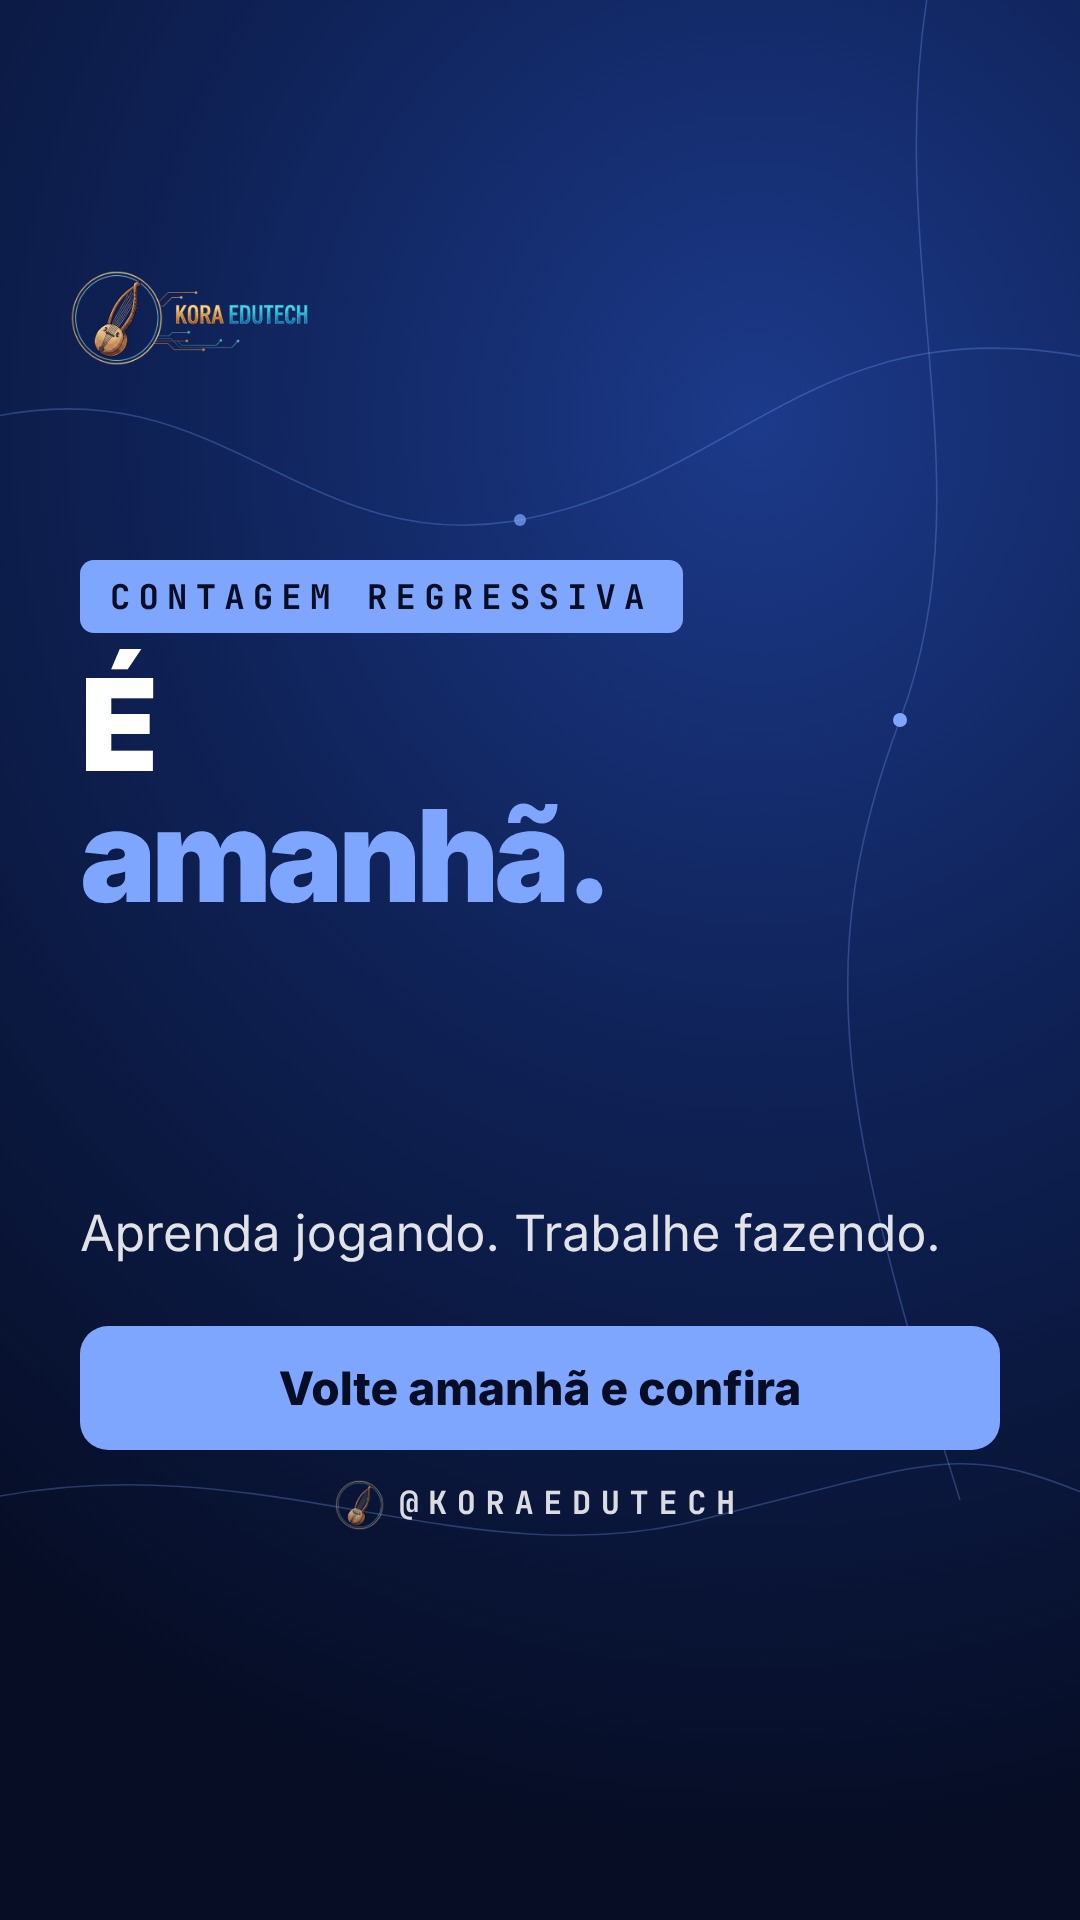 KORA EDUTECH
CONTAGEM REGRESSIVA
É
amanhã.
Aprenda jogando. Trabalhe fazendo.
Volte amanhã e confira
@KORAEDUTECH